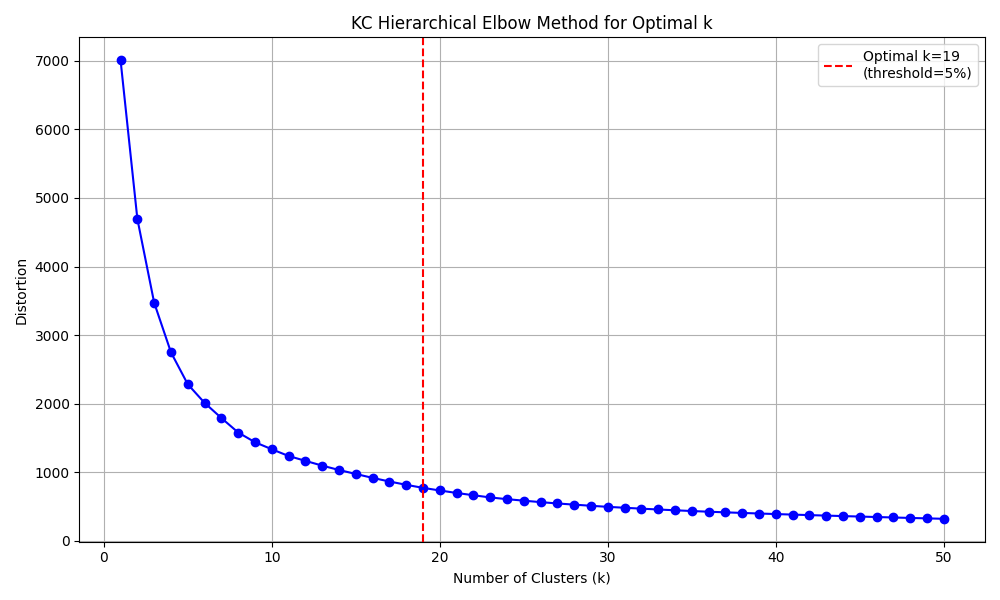 KC Hierarchical Elbow Method for Optimal k
Optimal k=19
(threshold=5%)
Distortion
7000
6000
5000
4000
3000
2000
1000
0
0 10 20 30 40 50
Number of Clusters (k)